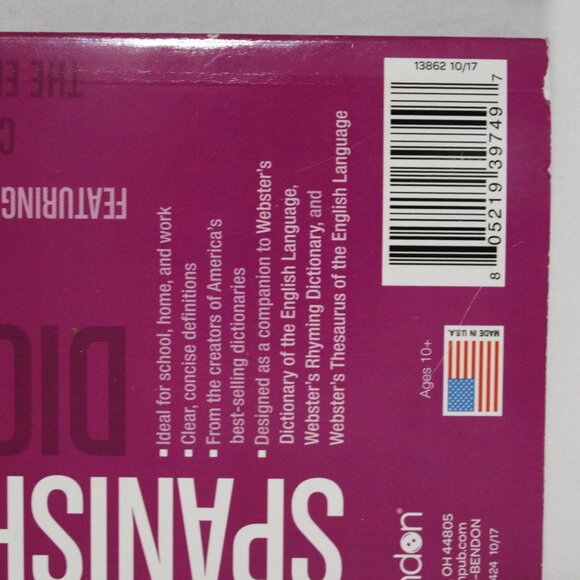 13862 10/17
8 05219 39749 7
MADE IN U.S.A.
Ages 10+
▪ Ideal for school, home, and work
▪ Clear, concise definitions
▪ From the creators of America's
best-selling dictionaries
▪ Designed as a companion to Webster's
Dictionary of the English Language,
Webster's Rhyming Dictionary, and
Webster's Thesaurus of the English Language
FEATURING
THE
SPANISH
OH 44805
-BENDON
10/17